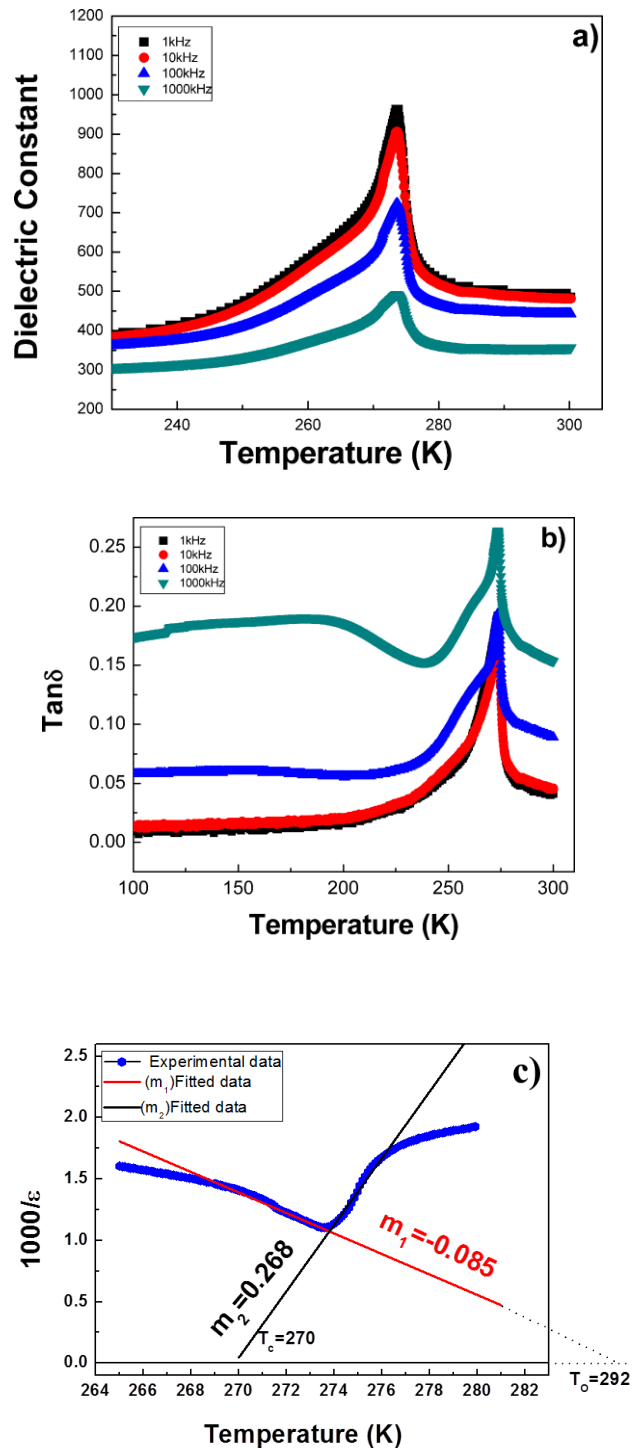 a)
1kHz
10kHz
100kHz
1000kHz
1200
1100
1000
900
800
700
600
500
400
300
200
Dielectric Constant
240 260 280 300
Temperature (K)
b)
1kHz
10kHz
100kHz
1000kHz
0.25
0.20
0.15
0.10
0.05
0.00
Tanδ
100 150 200 250 300
Temperature (K)
c)
Experimental data
(m₁)Fitted data
(m₂)Fitted data
2.5
2.0
1.5
1.0
0.5
0.0
1000/ε
m₂=0.268
m₁=-0.085
T_c=270
264 266 268 270 272 274 276 278 280 282
T_O=292
Temperature (K)